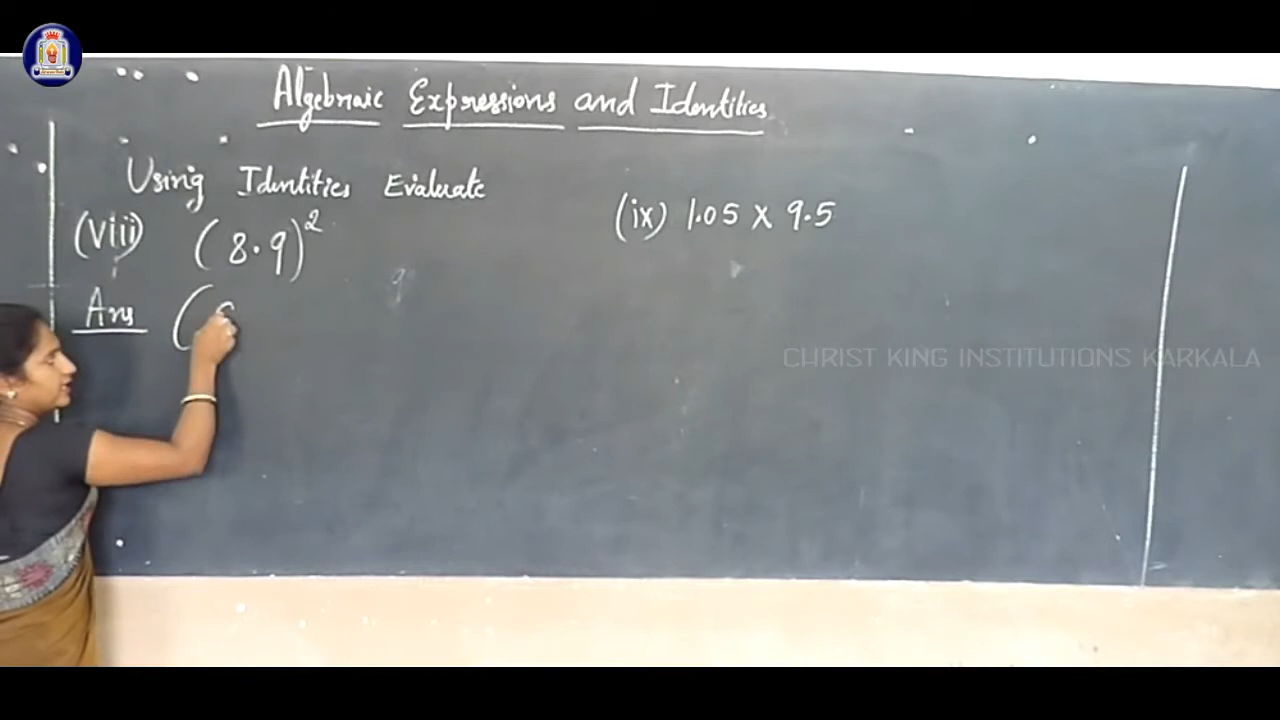 Algebraic Expressions and Identities
Using Identities Evaluate
(viii) (8.9)²
Ans (
(ix) 1.05 x 9.5
CHRIST KING INSTITUTIONS KARKALA